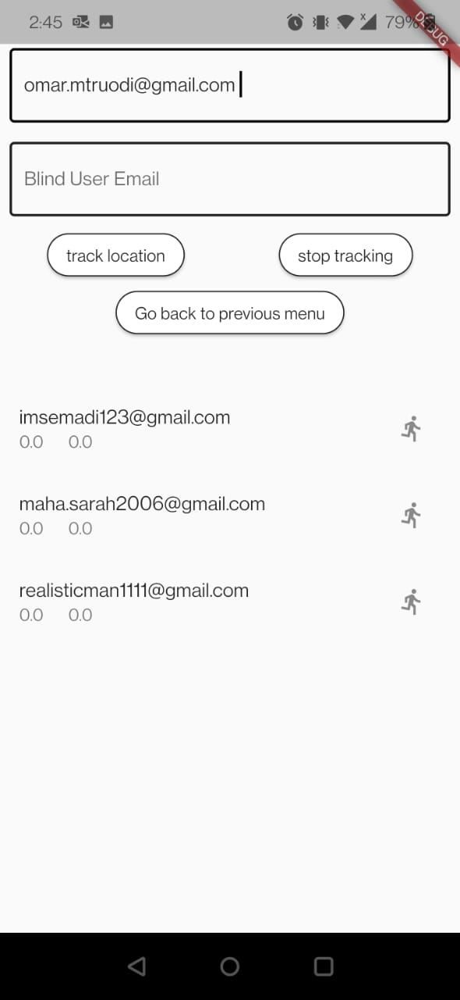 2:45 79%
DEBUG
omar.mtruodi@gmail.com
Blind User Email
track location stop tracking
Go back to previous menu
imsemadi123@gmail.com
0.0 0.0
maha.sarah2006@gmail.com
0.0 0.0
realisticman1111@gmail.com
0.0 0.0